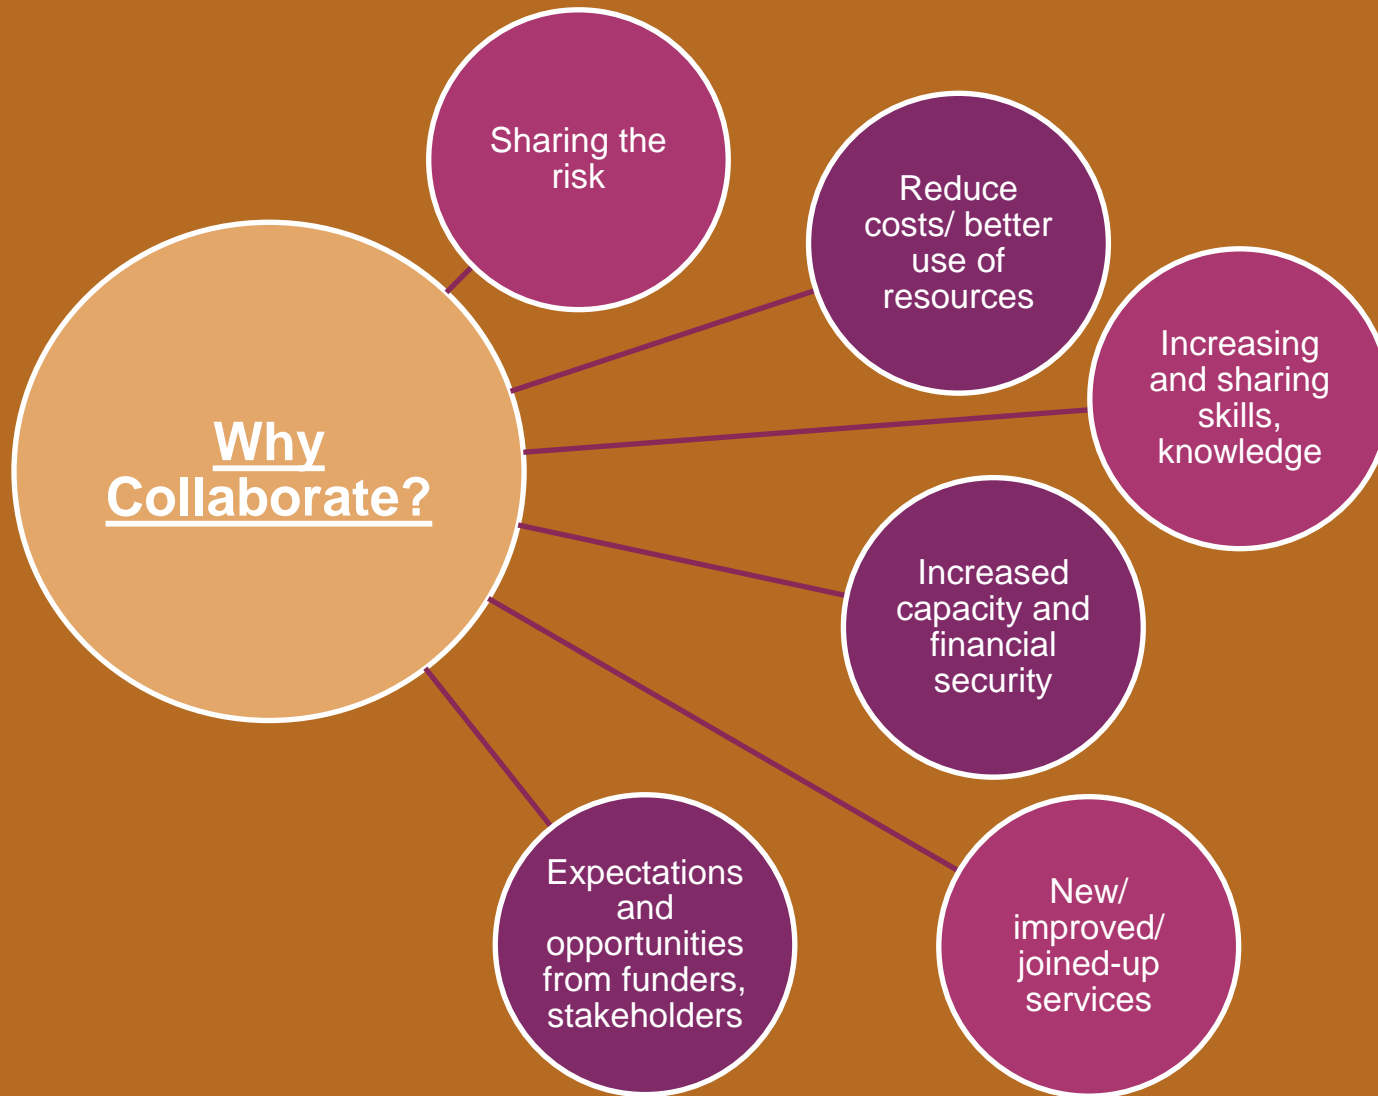 Why
Collaborate?
Sharing the
risk
Reduce
costs/ better
use of
resources
Increasing
and sharing
skills,
knowledge
Increased
capacity and
financial
security
New/
improved/
joined-up
services
Expectations
and
opportunities
from funders,
stakeholders